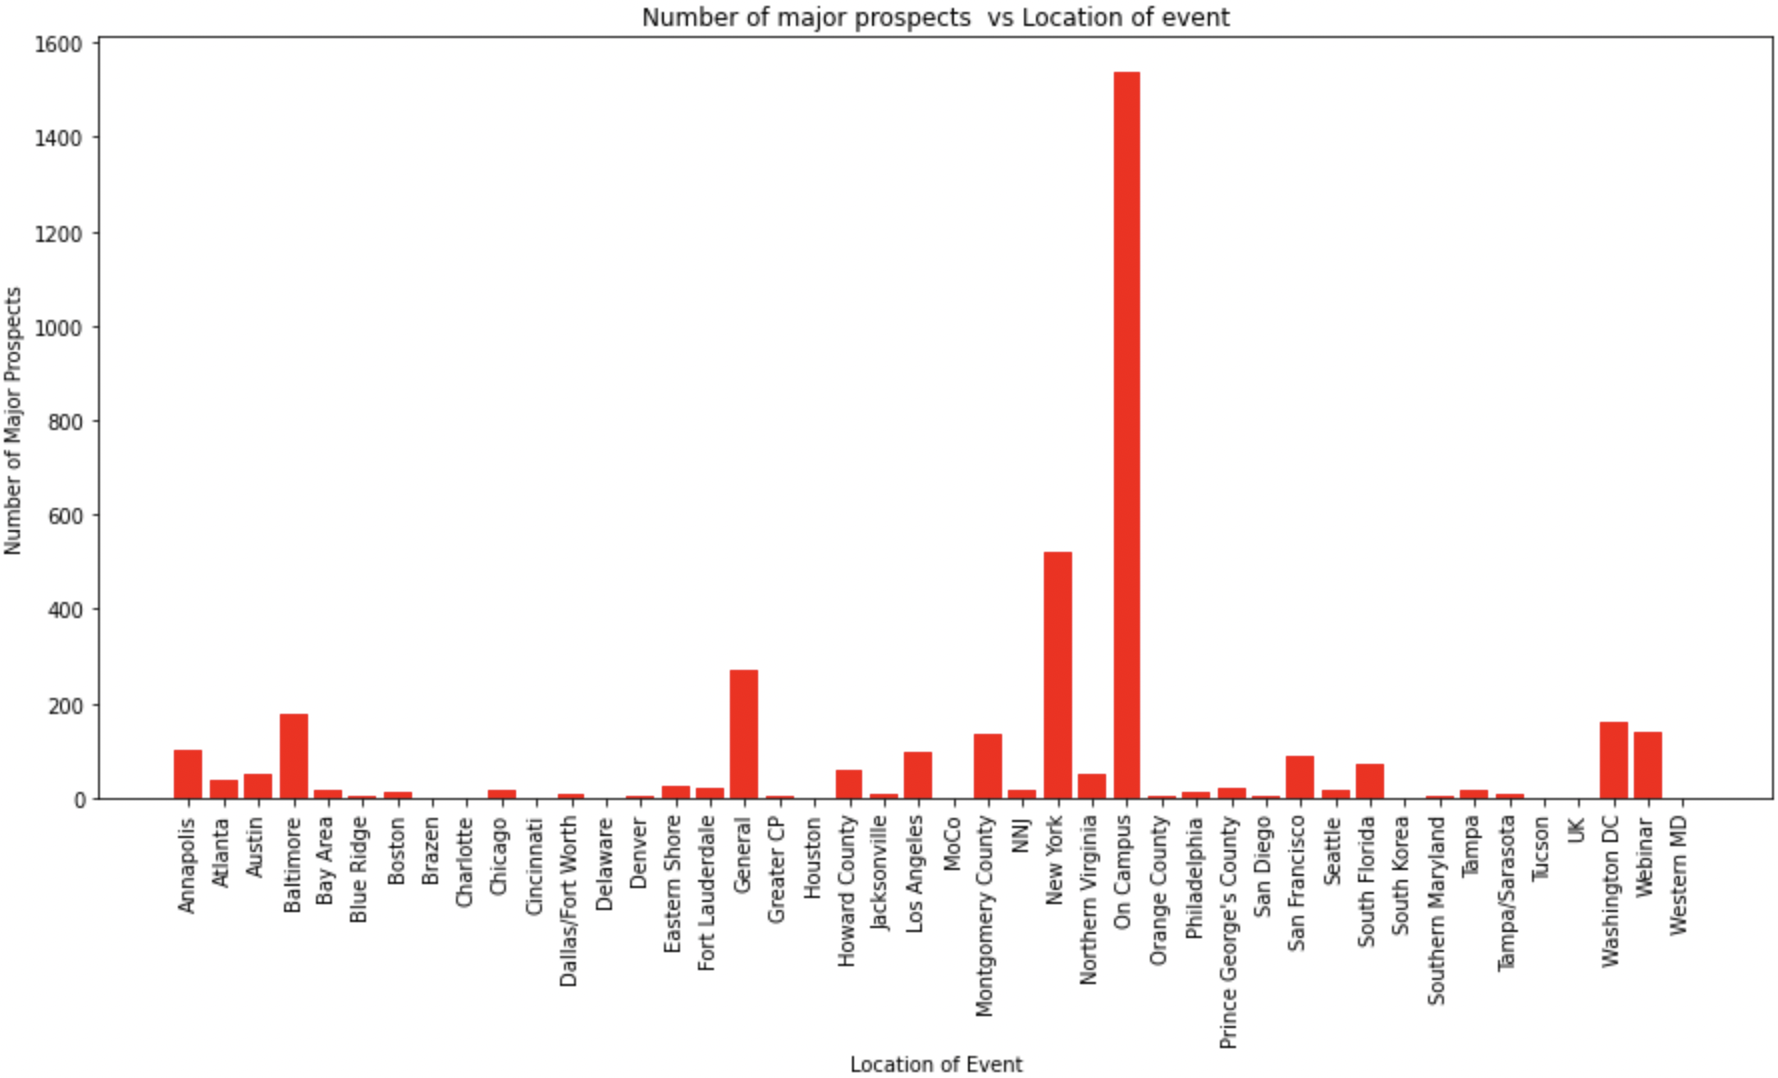 Number of major prospects  vs Location of event
Number of Major Prospects
1600
1400
1200
1000
800
600
400
200
0
Annapolis
Atlanta
Austin
Baltimore
Bay Area
Blue Ridge
Boston
Brazen
Charlotte
Chicago
Cincinnati
Dallas/Fort Worth
Delaware
Denver
Eastern Shore
Fort Lauderdale
General
Greater CP
Houston
Howard County
Jacksonville
Los Angeles
MoCo
Montgomery County
NNJ
New York
Northern Virginia
On Campus
Orange County
Philadelphia
Prince George's County
San Diego
San Francisco
Seattle
South Florida
South Korea
Southern Maryland
Tampa
Tampa/Sarasota
Tucson
UK
Washington DC
Webinar
Western MD
Location of Event